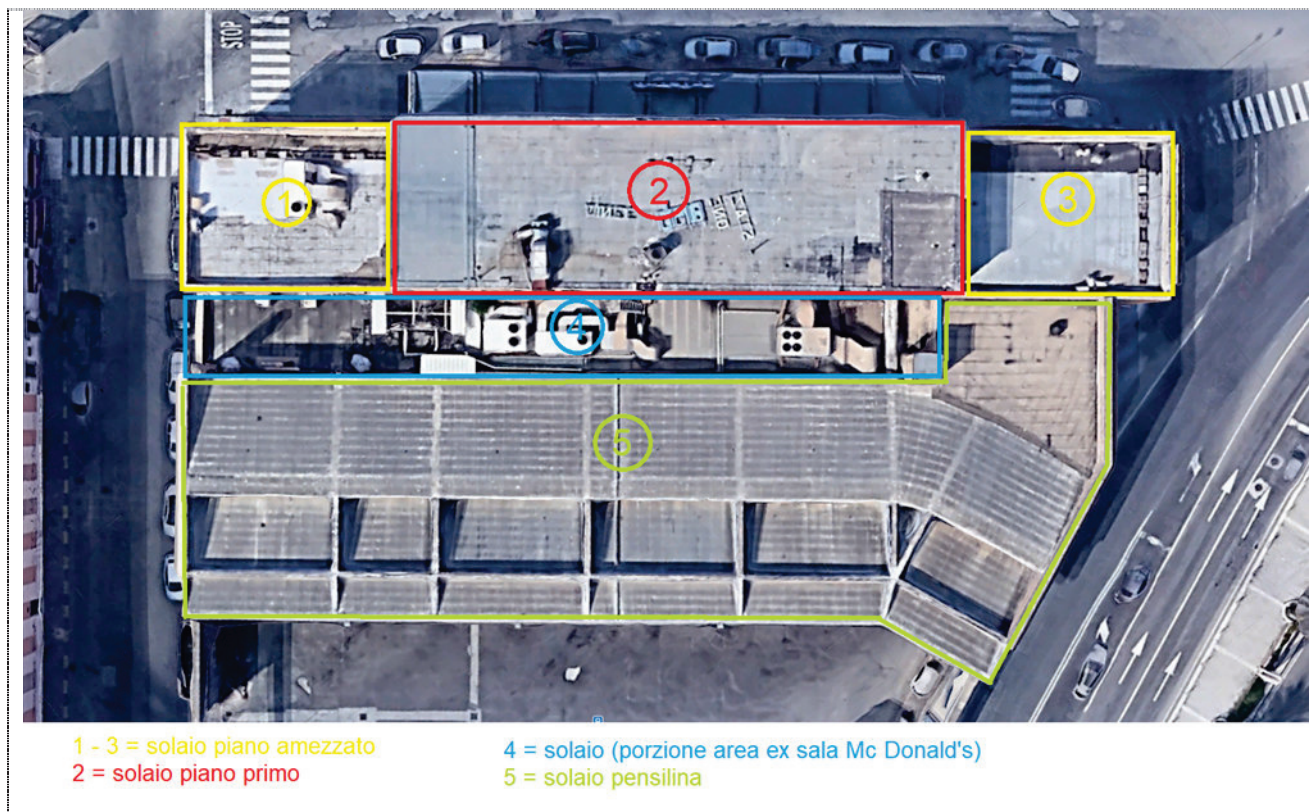 STOP
1
2
3
4
5
1 - 3 = solaio piano amezzato
2 = solaio piano primo
4 = solaio (porzione area ex sala Mc Donald's)
5 = solaio pensilina